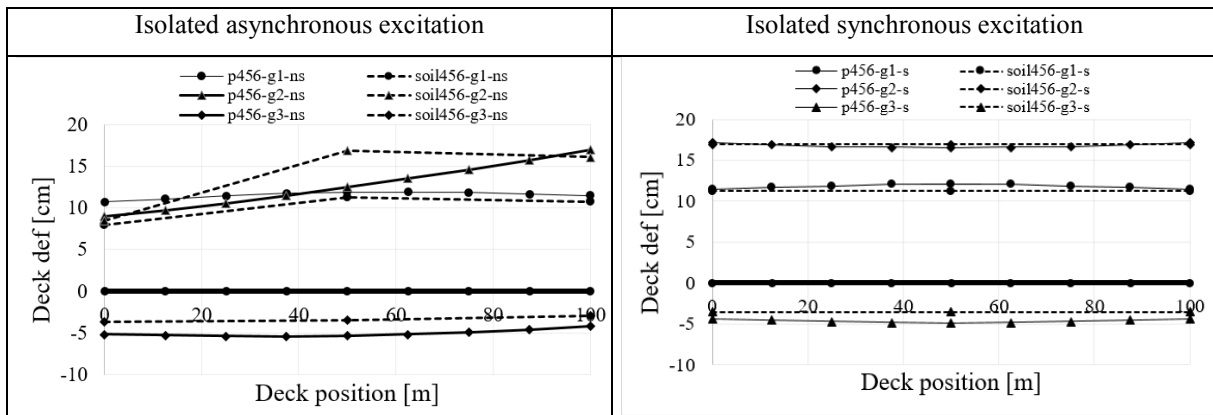 Isolated asynchronous excitation
Isolated synchronous excitation
p456-g1-ns soil456-g1-ns
p456-g2-ns soil456-g2-ns
p456-g3-ns soil456-g3-ns
20
15
10
5
0
-5
-10
0 20 40 60 80 100
Deck def [cm]
Deck position [m]
p456-g1-s soil456-g1-s
p456-g2-s soil456-g2-s
p456-g3-s soil456-g3-s
20
15
10
5
0
-5
-10
0 20 40 60 80 100
Deck def [cm]
Deck position [m]